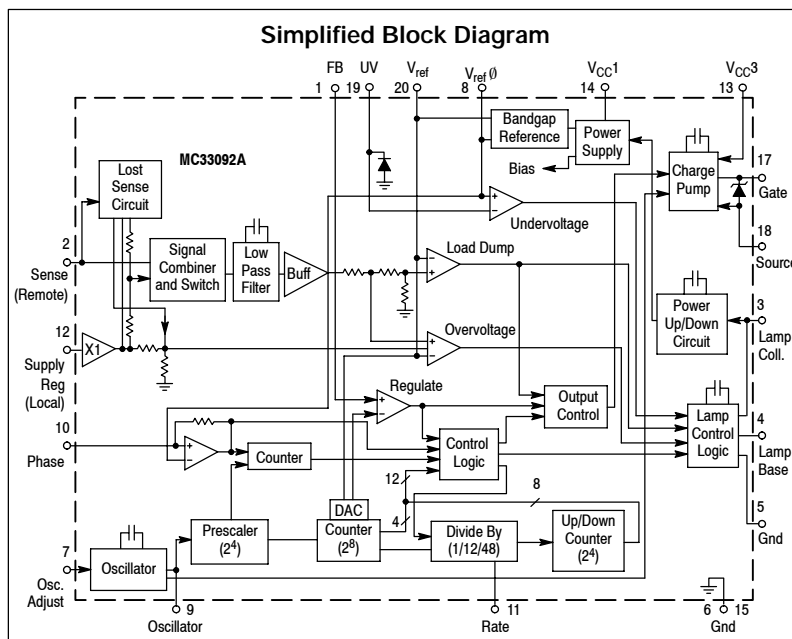 Simplified Block Diagram
FB
UV
Vref
Vref∅
VCC1
VCC3
1
19
20
8
14
13
MC33092A
Bandgap
Reference
Power
Supply
Bias
Charge
Pump
17
Gate
Lost
Sense
Circuit
+
−
Undervoltage
18
Source
2
Sense
(Remote)
Signal
Combiner
and Switch
Low
Pass
Filter
Buff
−
+
Load Dump
Power
Up/Down
Circuit
3
Lamp
Coll.
12
Supply
Reg
(Local)
X1
+
+
−
Overvoltage
+
−
Regulate
Output
Control
Lamp
Control
Logic
4
Lamp
Base
10
Phase
+
−
Counter
Control
Logic
12
8
4
5
Gnd
Prescaler
(2⁴)
DAC
Counter
(2⁸)
Divide By
(1/12/48)
Up/Down
Counter
(2⁴)
7
Osc.
Adjust
Oscillator
9
Oscillator
11
Rate
6
15
Gnd